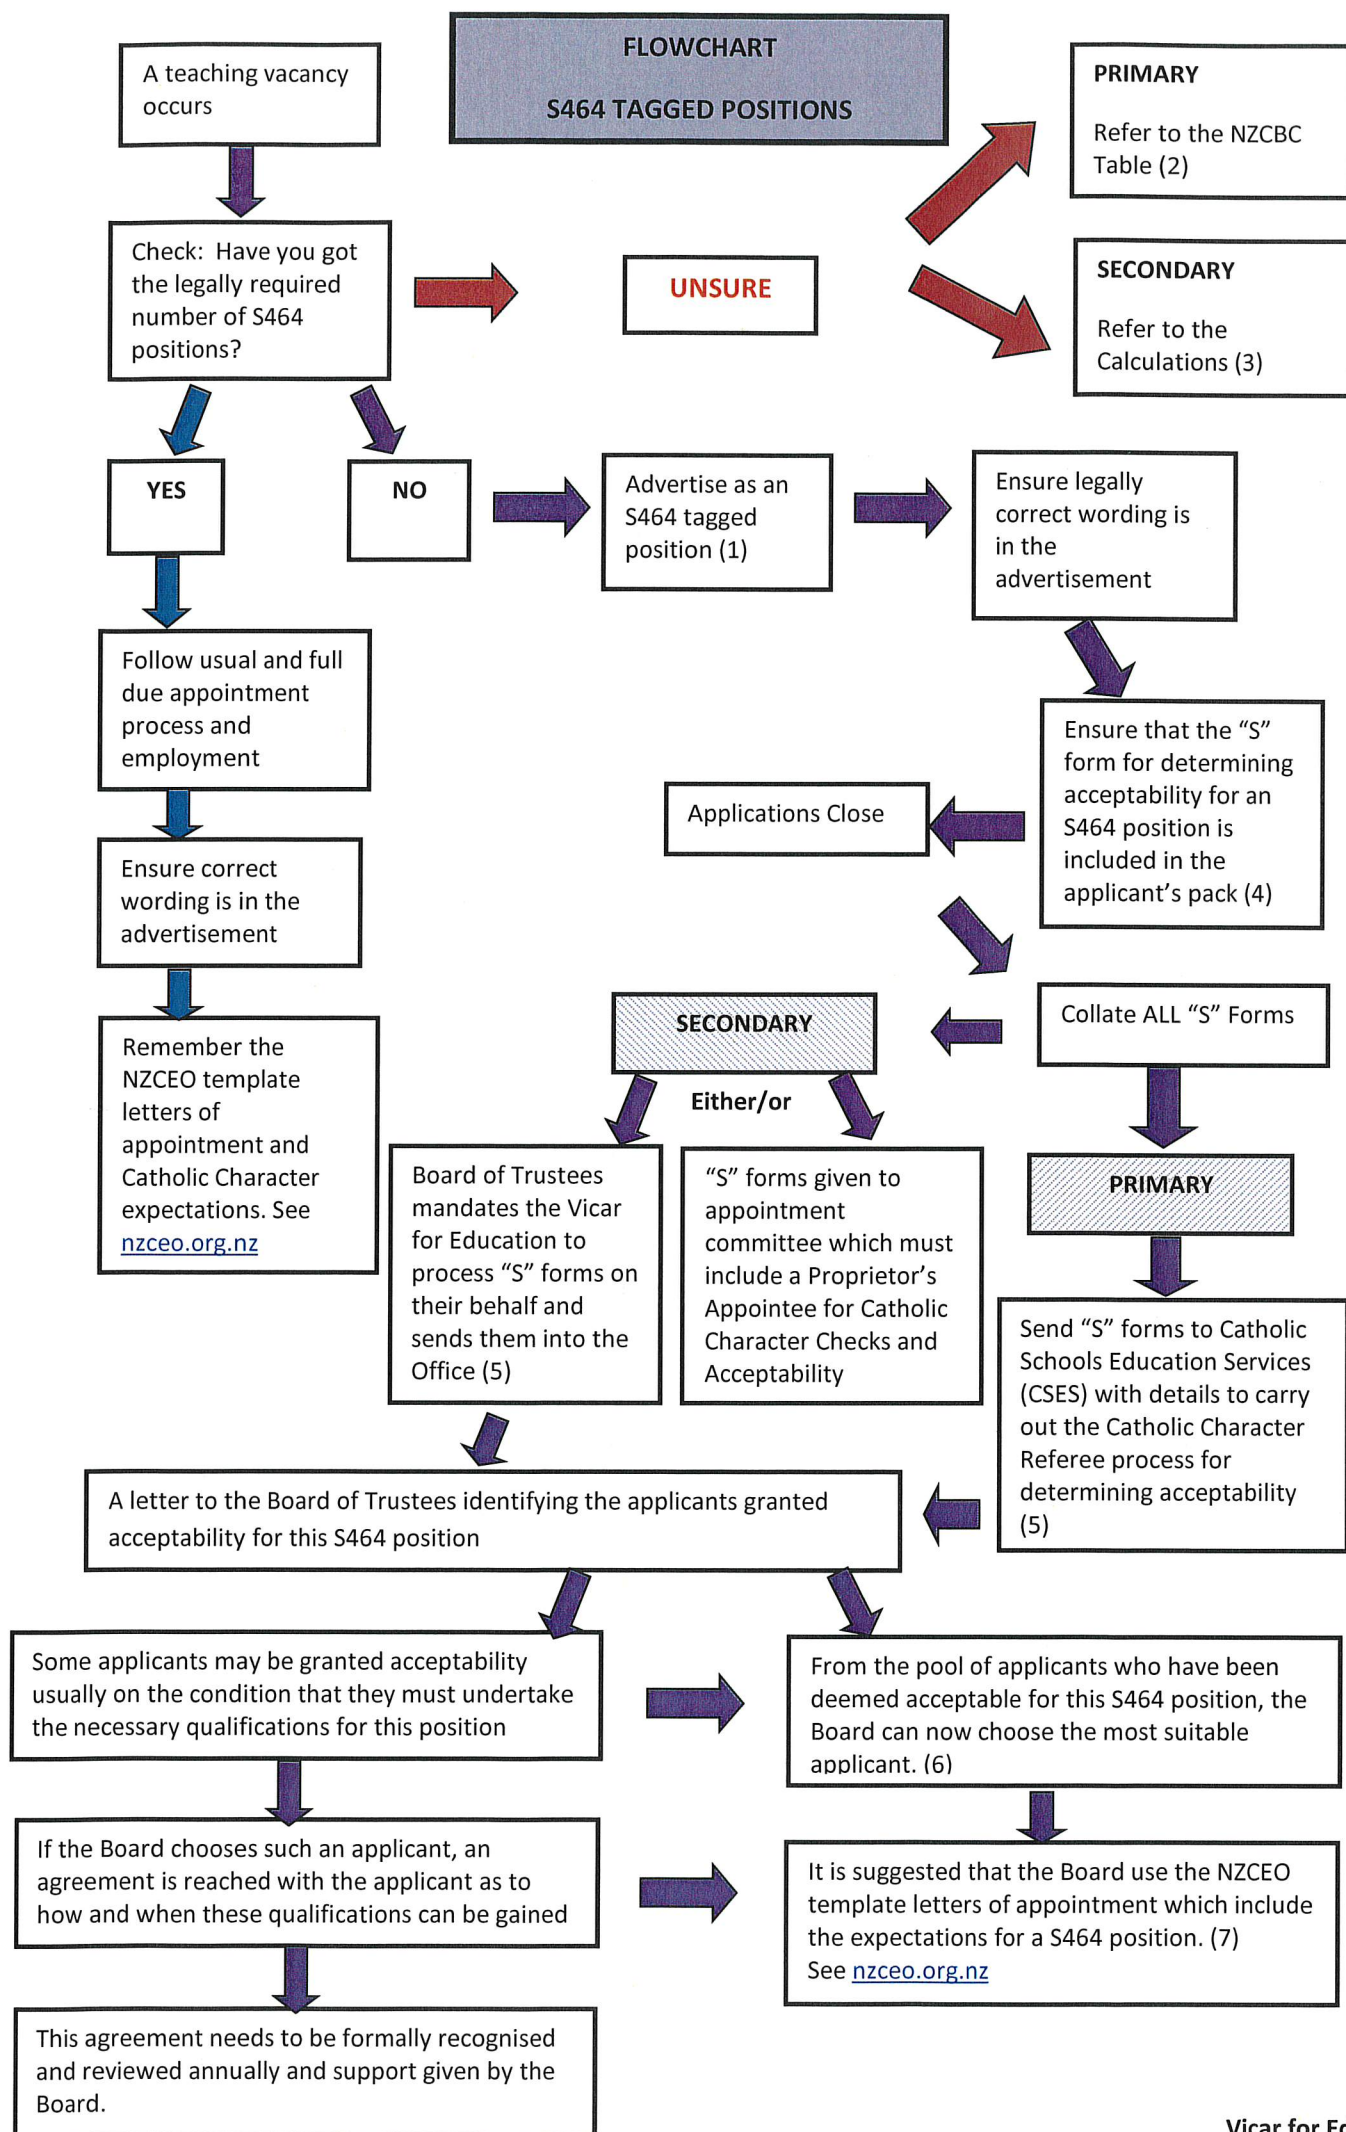 FLOWCHART
S464 TAGGED POSITIONS
A teaching vacancy
occurs
PRIMARY
Refer to the NZCBC
Table (2)
Check:  Have you got
the legally required
number of S464
positions?
UNSURE
SECONDARY
Refer to the
Calculations (3)
YES
NO
Advertise as an
S464 tagged
position (1)
Ensure legally
correct wording is
in the
advertisement
Follow usual and full
due appointment
process and
employment
Ensure that the “S”
form for determining
acceptability for an
S464 position is
included in the
applicant’s pack (4)
Applications Close
Ensure correct
wording is in the
advertisement
Collate ALL “S” Forms
SECONDARY
Either/or
Remember the
NZCEO template
letters of
appointment and
Catholic Character
expectations. See
nzceo.org.nz
Board of Trustees
mandates the Vicar
for Education to
process “S” forms on
their behalf and
sends them into the
Office (5)
“S” forms given to
appointment
committee which must
include a Proprietor’s
Appointee for Catholic
Character Checks and
Acceptability
PRIMARY
Send “S” forms to Catholic
Schools Education Services
(CSES) with details to carry
out the Catholic Character
Referee process for
determining acceptability
(5)
A letter to the Board of Trustees identifying the applicants granted
acceptability for this S464 position
Some applicants may be granted acceptability
usually on the condition that they must undertake
the necessary qualifications for this position
From the pool of applicants who have been
deemed acceptable for this S464 position, the
Board can now choose the most suitable
applicant. (6)
If the Board chooses such an applicant, an
agreement is reached with the applicant as to
how and when these qualifications can be gained
It is suggested that the Board use the NZCEO
template letters of appointment which include
the expectations for a S464 position. (7)
See nzceo.org.nz
This agreement needs to be formally recognised
and reviewed annually and support given by the
Board.
Vicar for